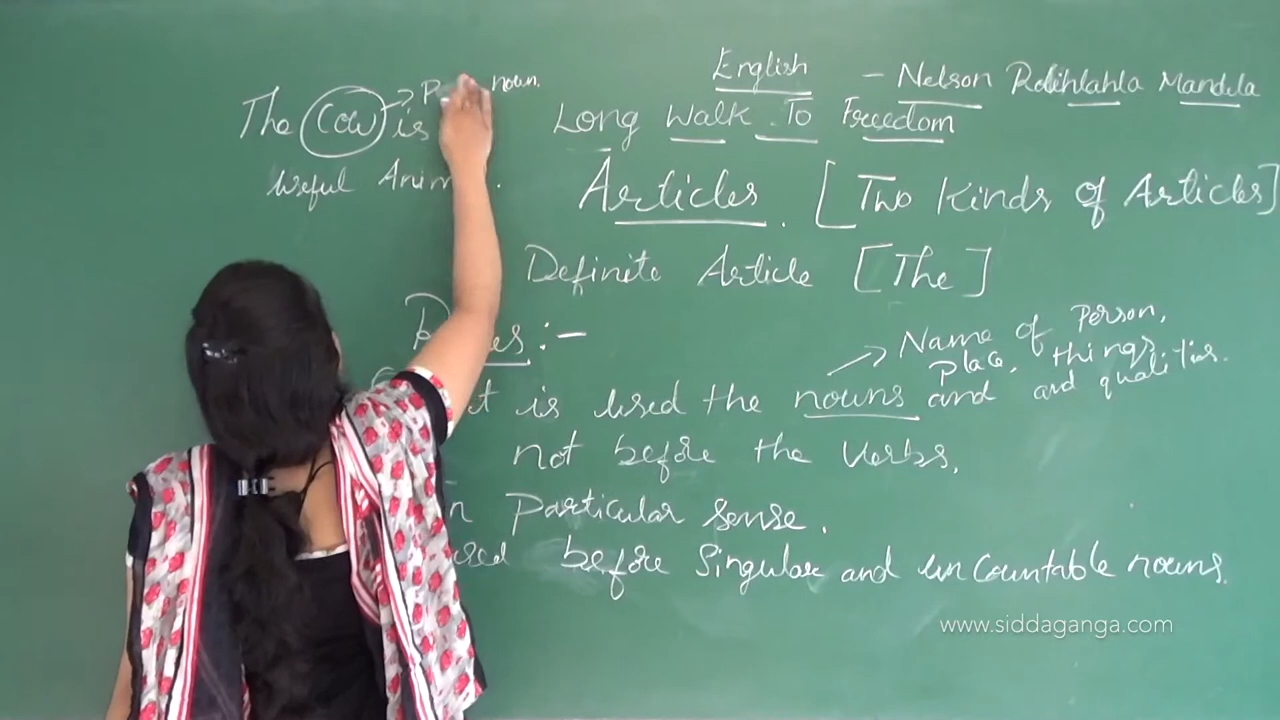 The Cow is
noun.
Useful
English - Nelson Rolihlahla Mandela
Long Walk To Freedom
Articles. [Two Kinds of Articles]
Definite Article [The]
:-
Name of Person,
Place, things
and qualities.
is used the nouns and
not before the Verbs.
Particular sense.
before Singular and uncountable nouns.
www.siddaganga.com